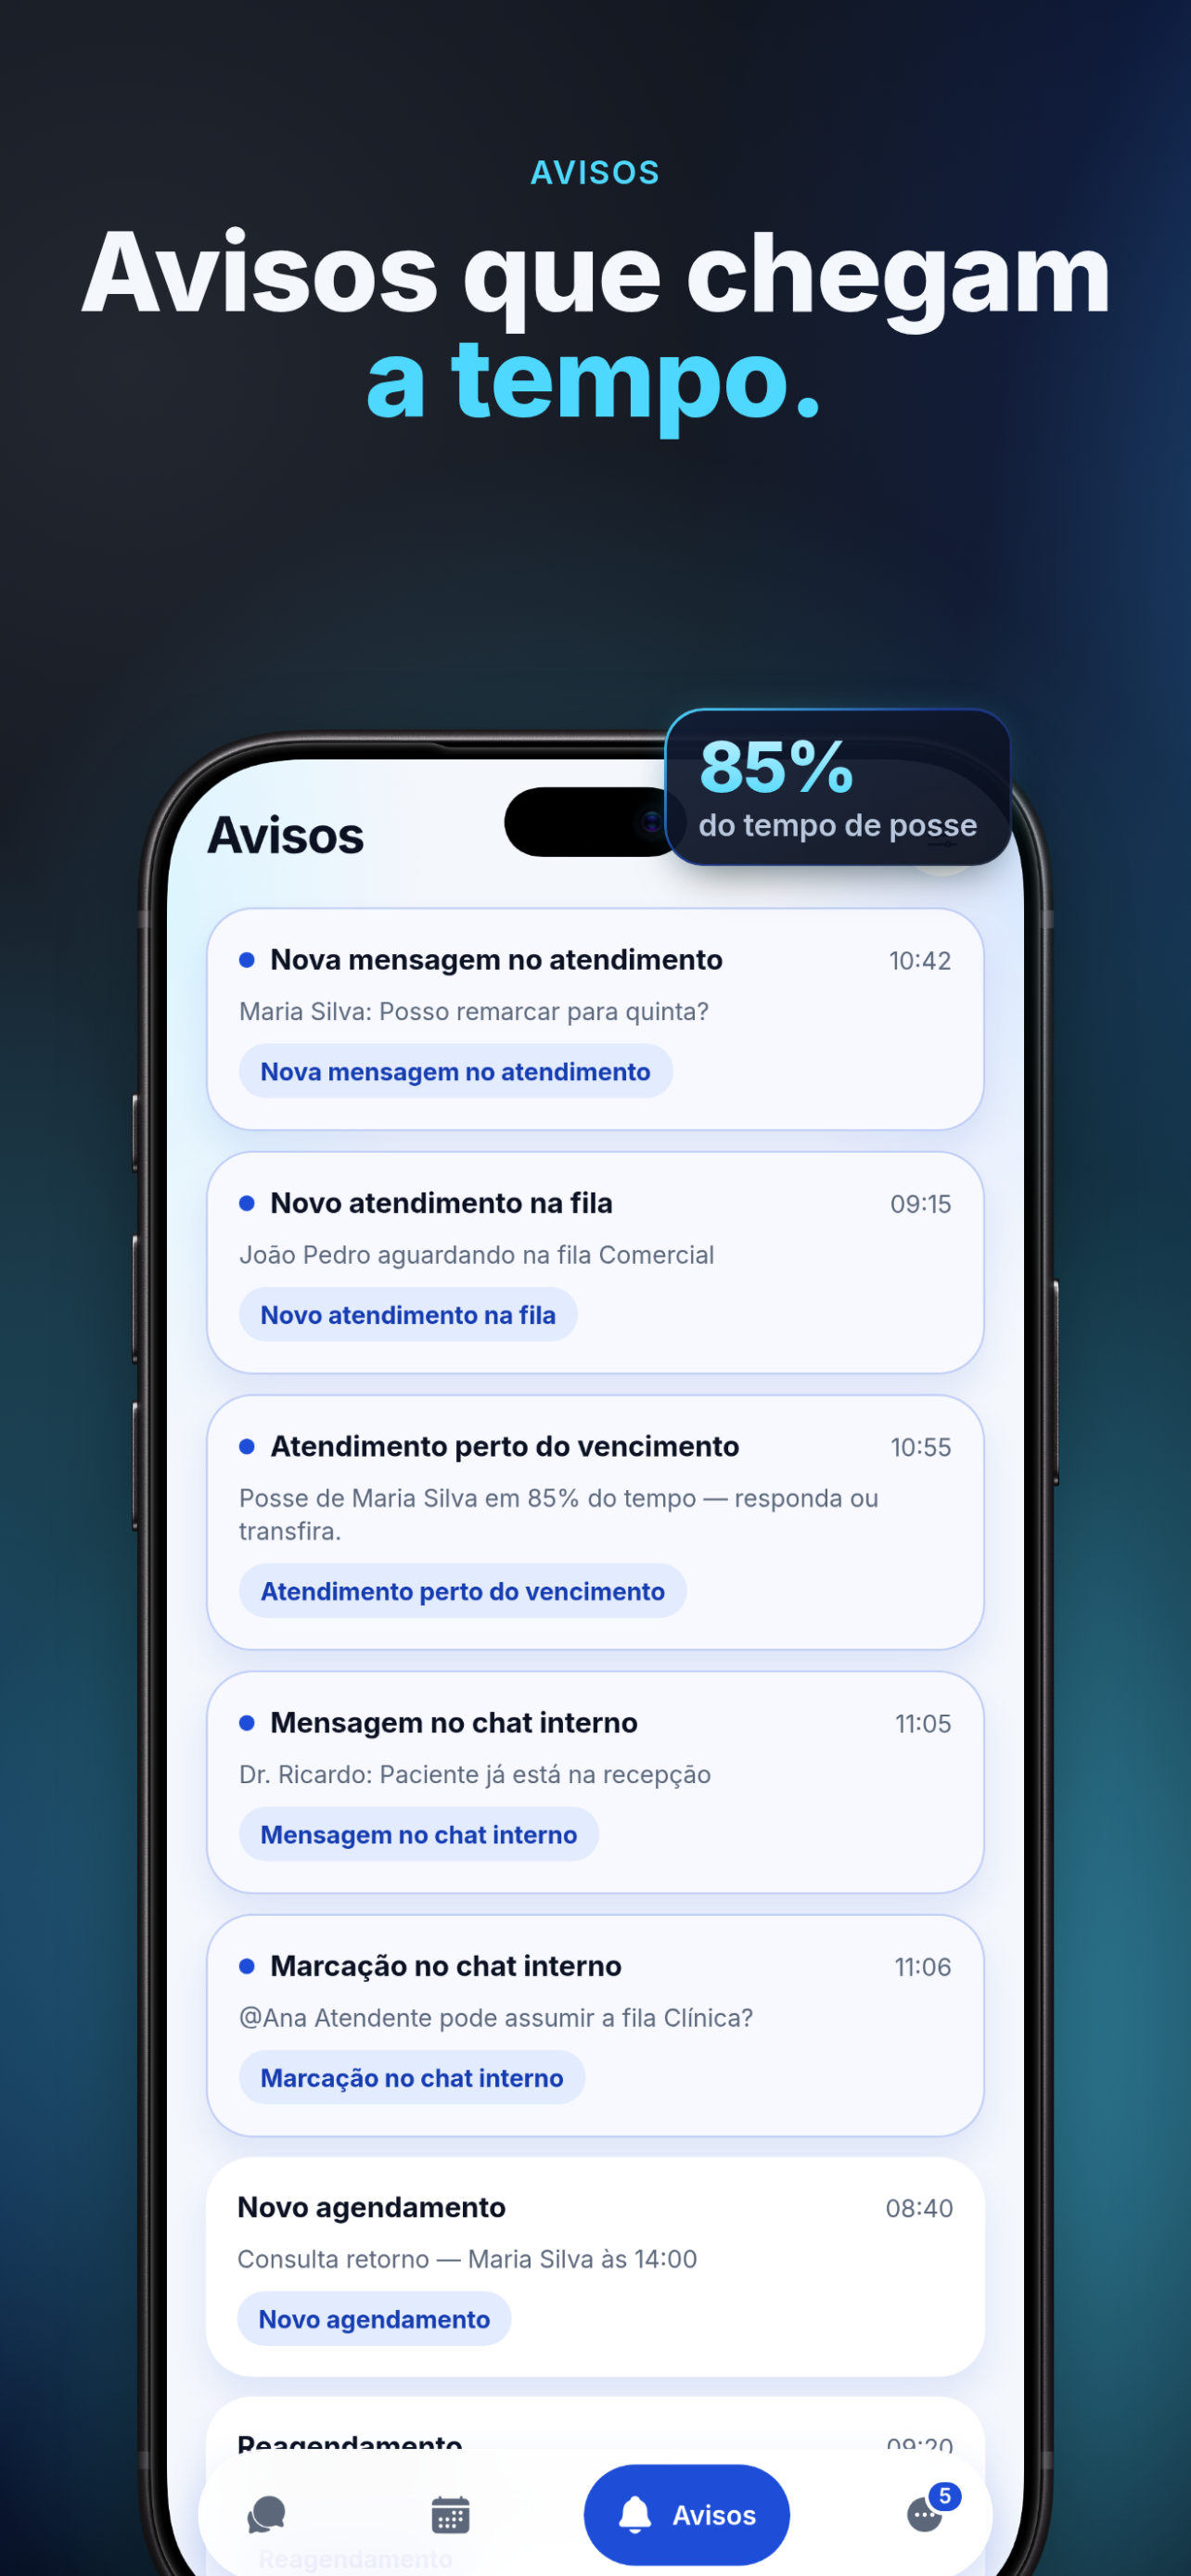 AVISOS
Avisos que chegam
a tempo.
85%
do tempo de posse
Avisos
Nova mensagem no atendimento 10:42
Maria Silva: Posso remarcar para quinta?
Nova mensagem no atendimento
Novo atendimento na fila 09:15
João Pedro aguardando na fila Comercial
Novo atendimento na fila
Atendimento perto do vencimento 10:55
Posse de Maria Silva em 85% do tempo — responda ou
transfira.
Atendimento perto do vencimento
Mensagem no chat interno 11:05
Dr. Ricardo: Paciente já está na recepção
Mensagem no chat interno
Marcação no chat interno 11:06
@Ana Atendente pode assumir a fila Clínica?
Marcação no chat interno
Novo agendamento 08:40
Consulta retorno — Maria Silva às 14:00
Novo agendamento
Reagendamento 09:20
Avisos
5
Reagendamento